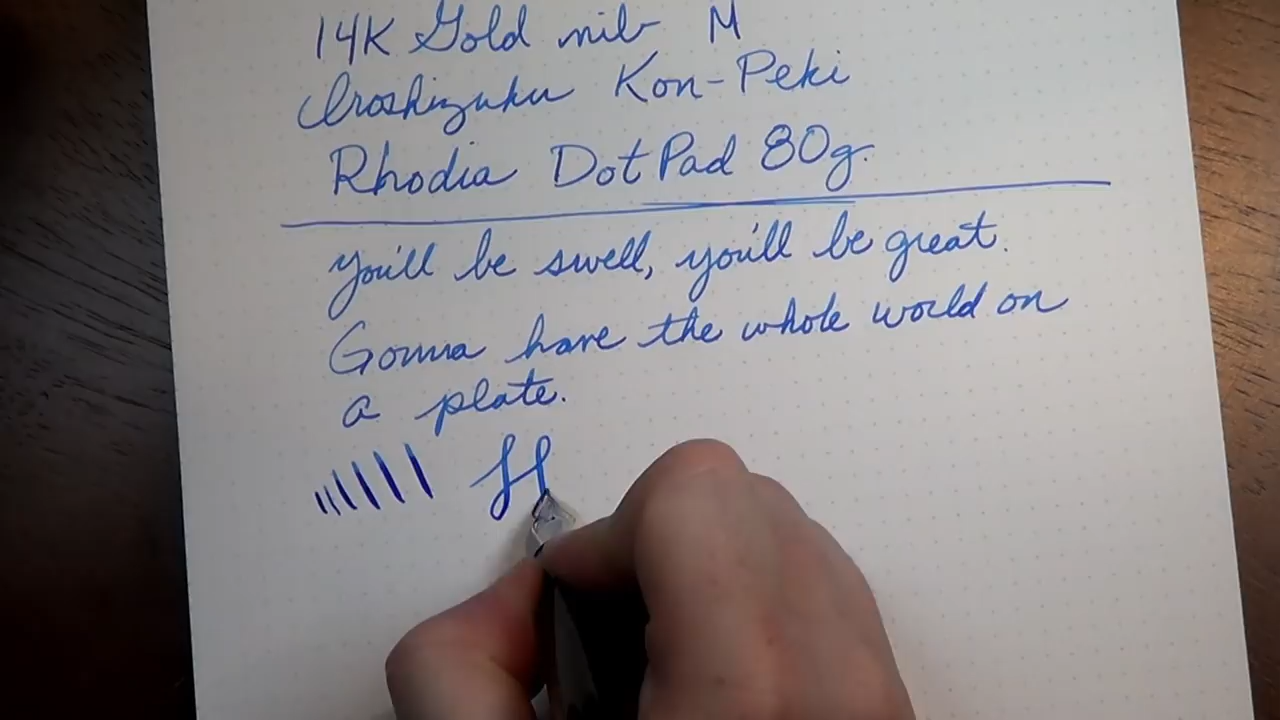 14K Gold nib M
Iroshizuku Kon-Peki
Rhodia DotPad 80g.
You'll be swell, you'll be great.
Gonna have the whole world on
a plate.